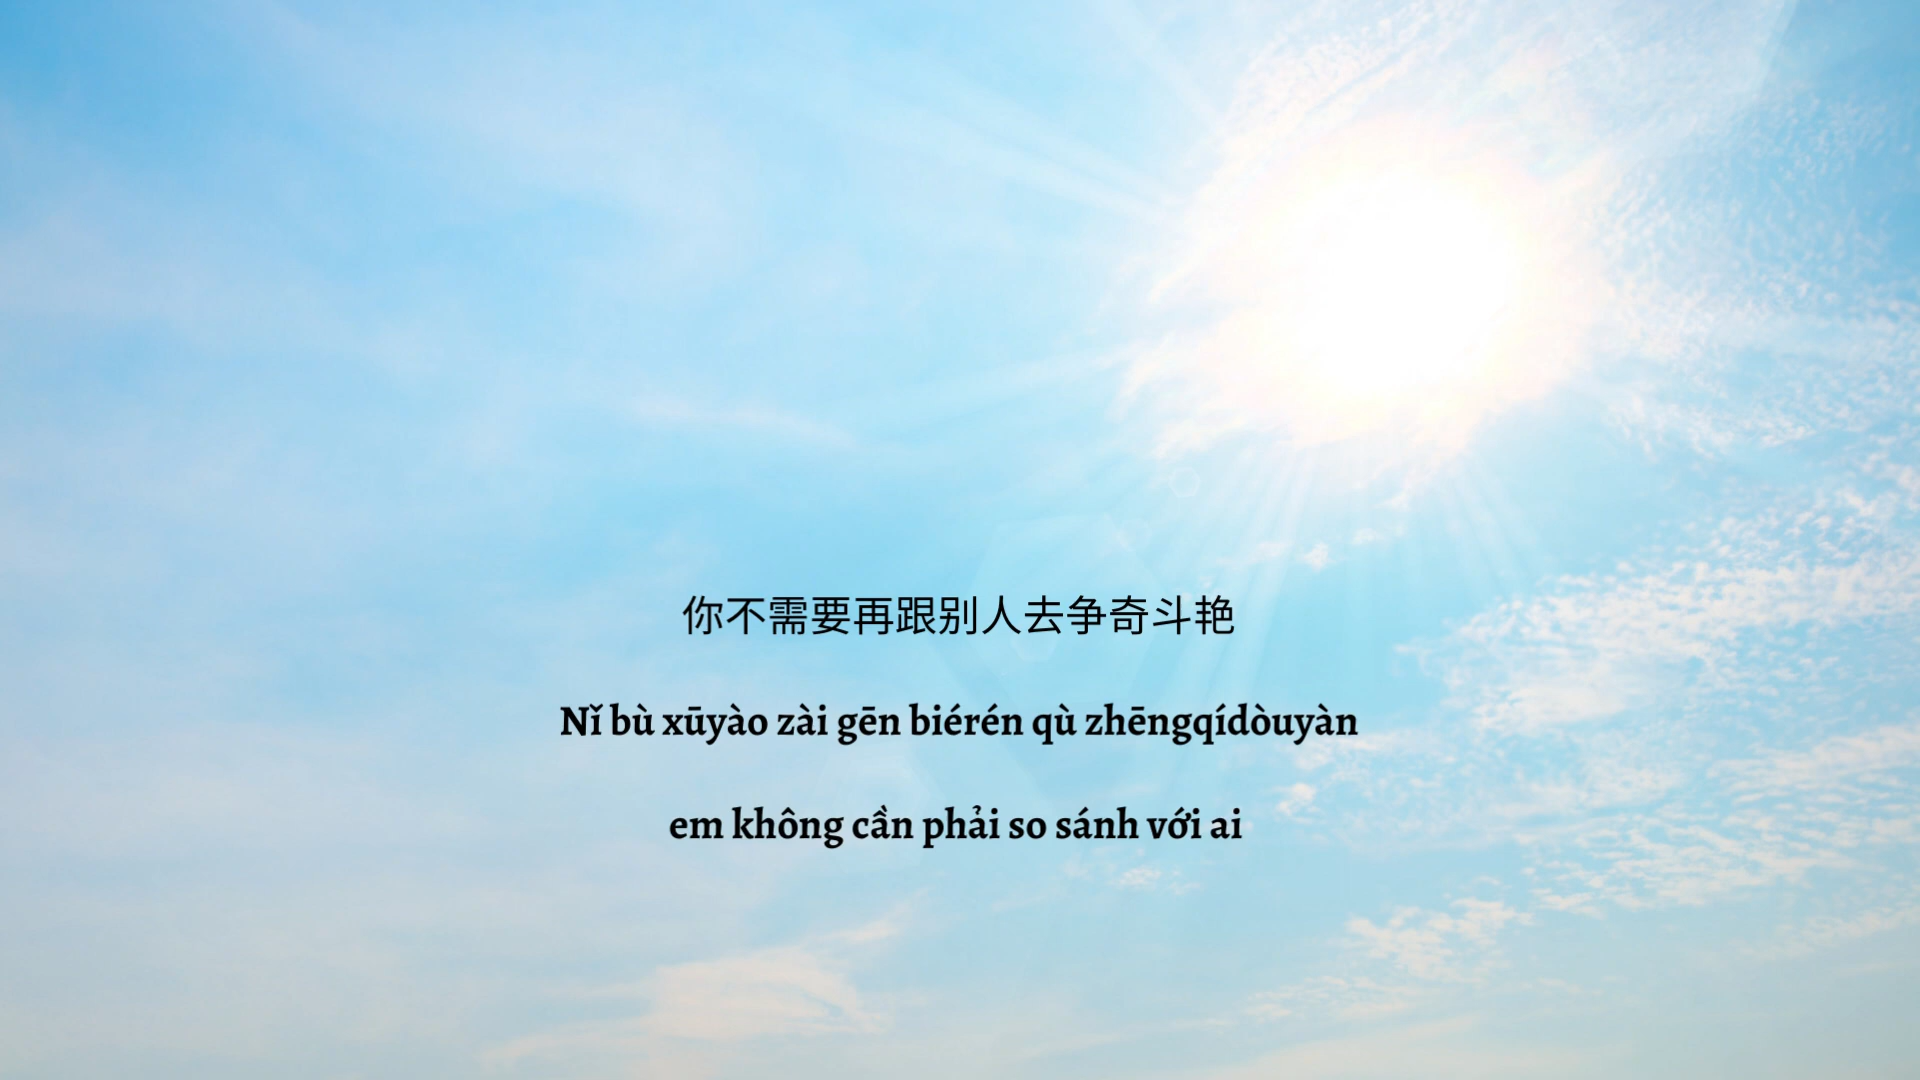 你不需要再跟别人去争奇斗艳
Nǐ bù xūyào zài gēn biérén qù zhēngqídòuyàn
em không cần phải so sánh với ai